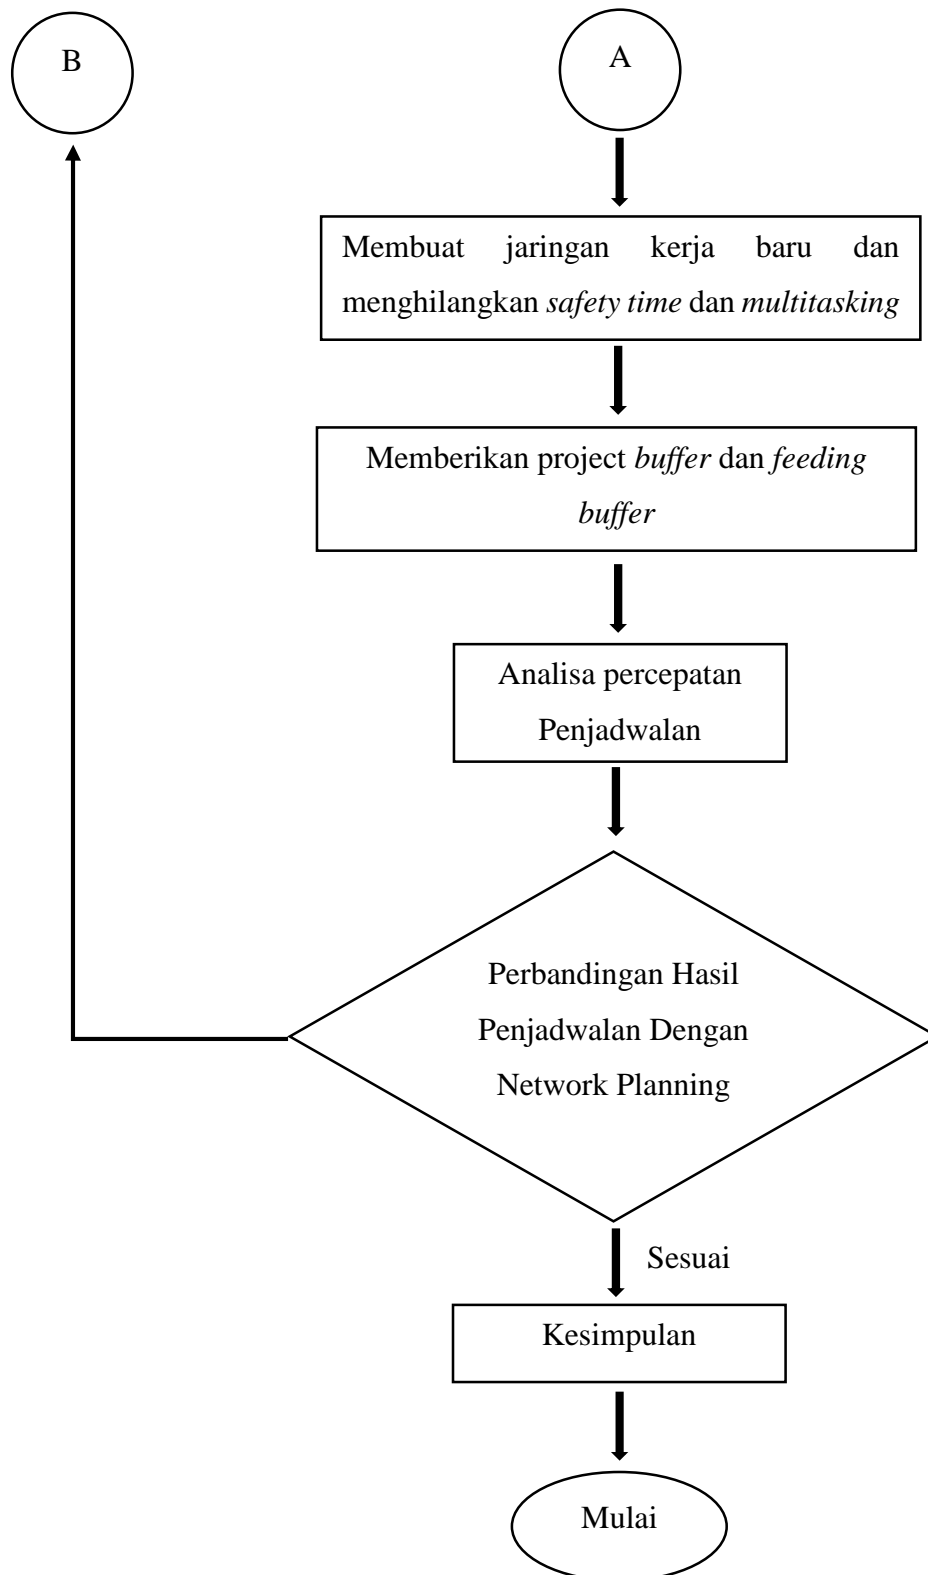 B
A
Membuat jaringan kerja baru dan
menghilangkan safety time dan multitasking
Memberikan project buffer dan feeding
buffer
Analisa percepatan
Penjadwalan
Perbandingan Hasil
Penjadwalan Dengan
Network Planning
Sesuai
Kesimpulan
Mulai